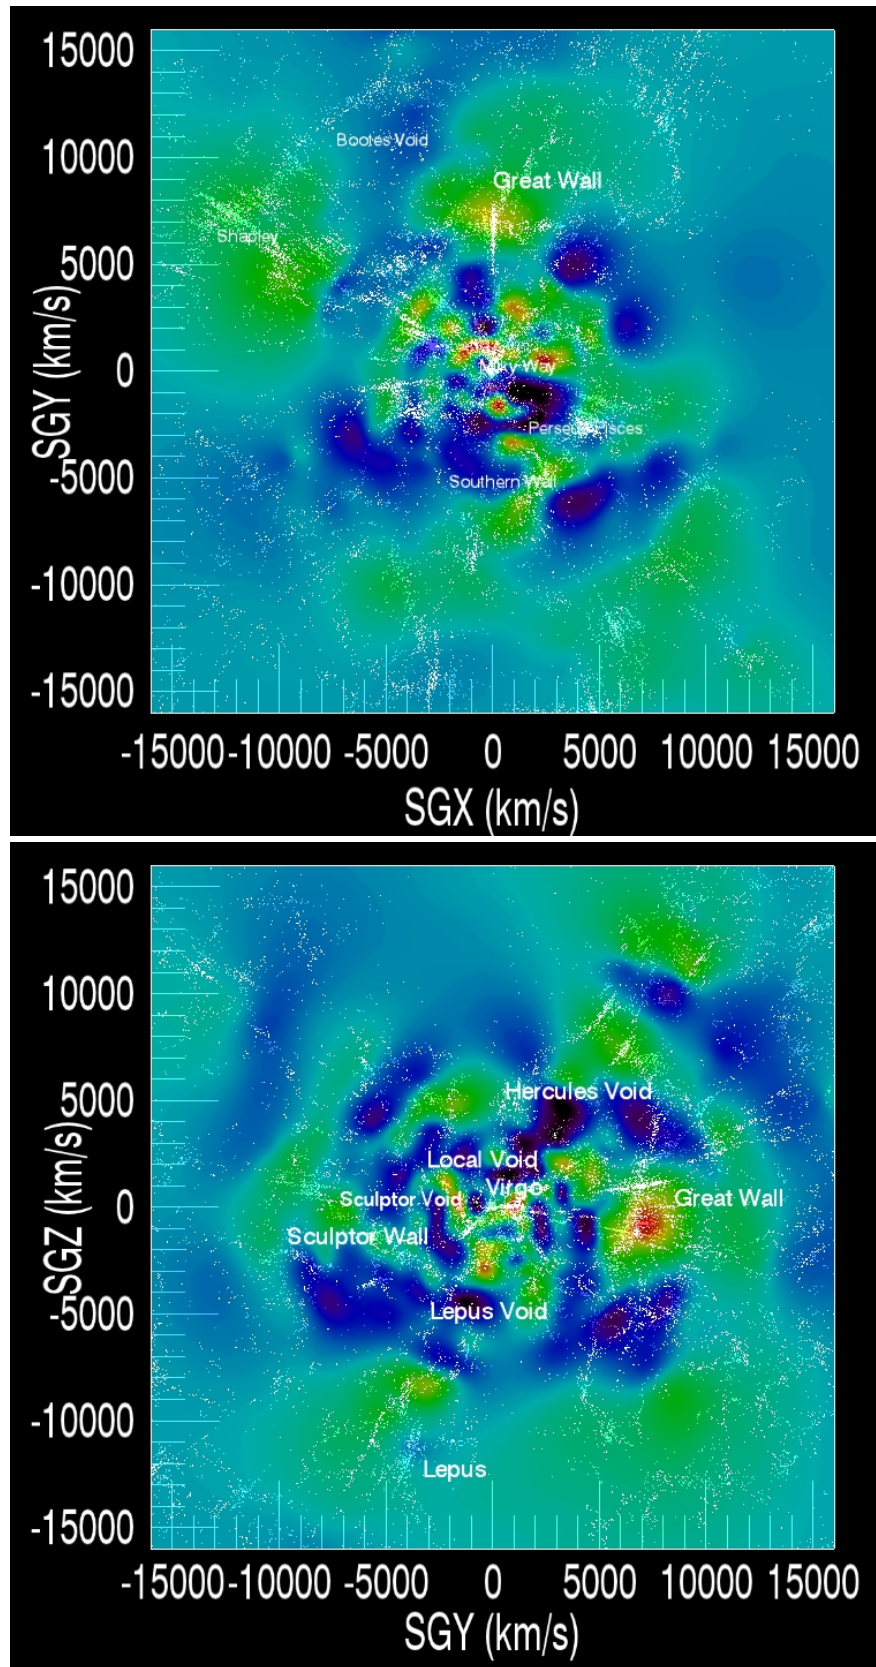 15000
Bootes Void
10000
Great Wall
Shapley
5000
SGY (km/s)
0
Milky Way
Perseus Pisces
-5000
Southern Wall
-10000
-15000
-15000 -10000 -5000 0 5000 10000 15000
SGX (km/s)
15000
10000
Hercules Void
5000
Local Void
Virgo
SGZ (km/s)
0
Sculptor Void
Great Wall
Sculptor Wall
-5000
Lepus Void
-10000
Lepus
-15000
-15000 -10000 -5000 0 5000 10000 15000
SGY (km/s)